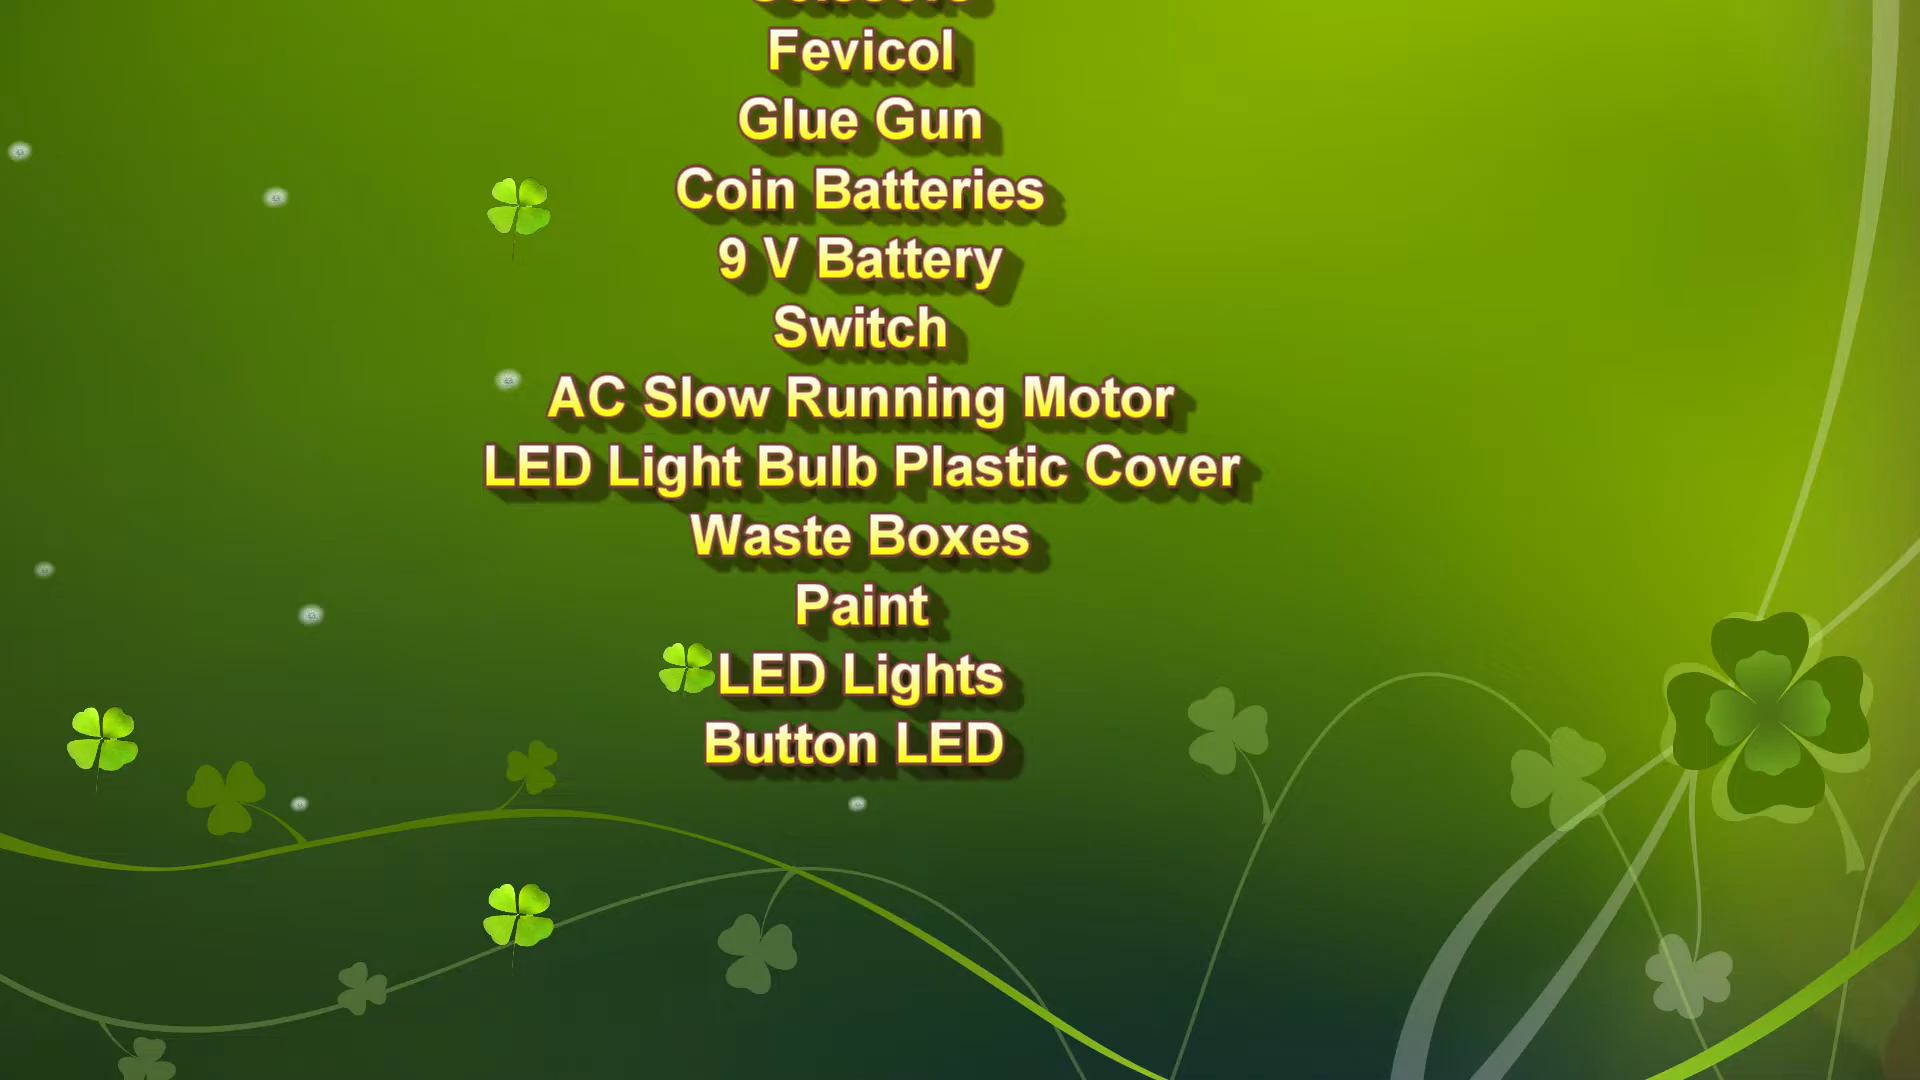 Scissors
Fevicol
Glue Gun
Coin Batteries
9 V Battery
Switch
AC Slow Running Motor
LED Light Bulb Plastic Cover
Waste Boxes
Paint
LED Lights
Button LED